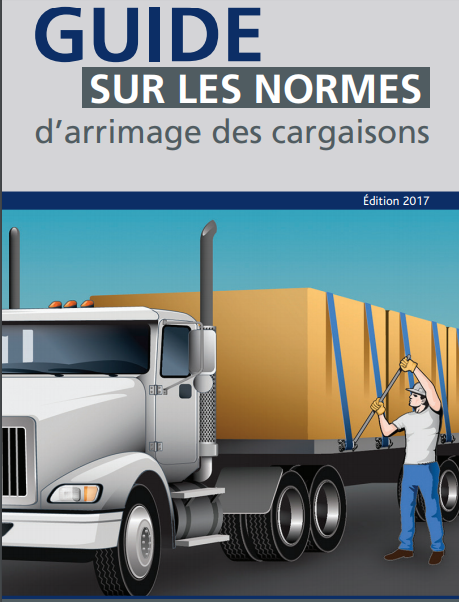 GUIDE
SUR LES NORMES
d’arrimage des cargaisons
Édition 2017